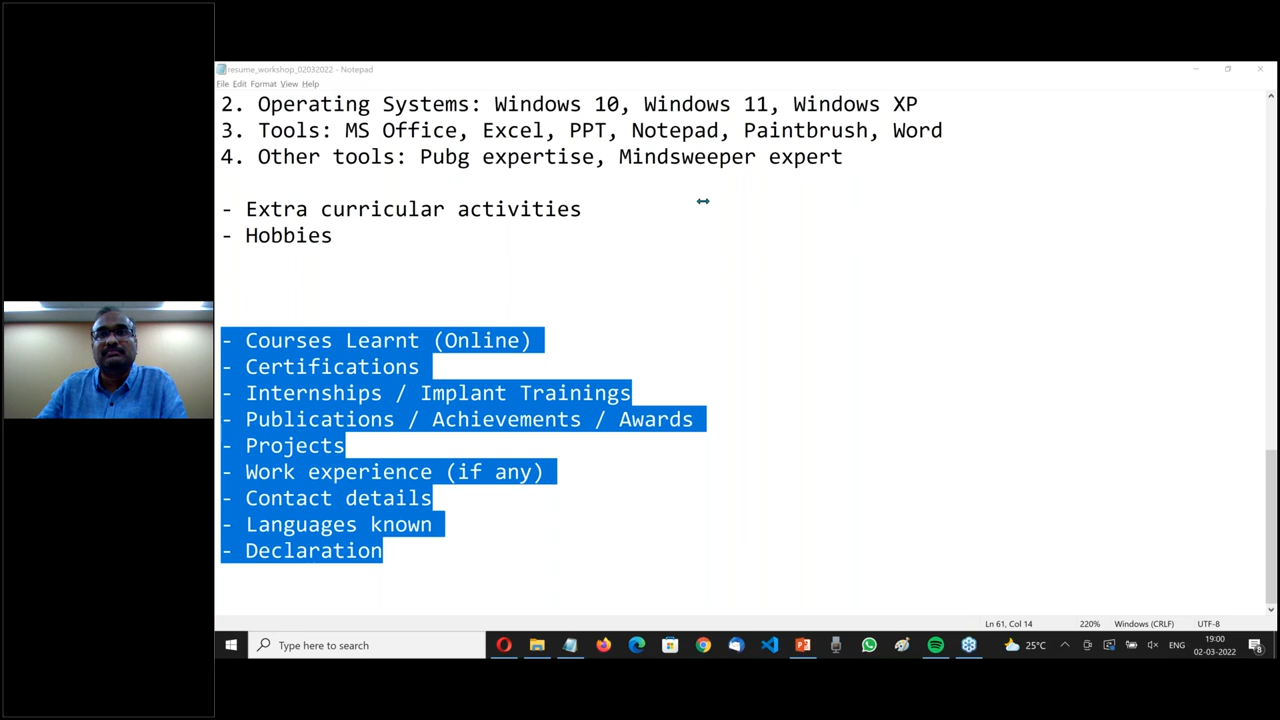 resume_workshop_02032022 - Notepad
File Edit Format View Help
2. Operating Systems: Windows 10, Windows 11, Windows XP
3. Tools: MS Office, Excel, PPT, Notepad, Paintbrush, Word
4. Other tools: Pubg expertise, Mindsweeper expert
- Extra curricular activities
- Hobbies
- Courses Learnt (Online)
- Certifications
- Internships / Implant Trainings
- Publications / Achievements / Awards
- Projects
- Work experience (if any)
- Contact details
- Languages known
- Declaration
Ln 61, Col 14 220% Windows (CRLF) UTF-8
Type here to search 25°C ENG 19:00
02-03-2022 8